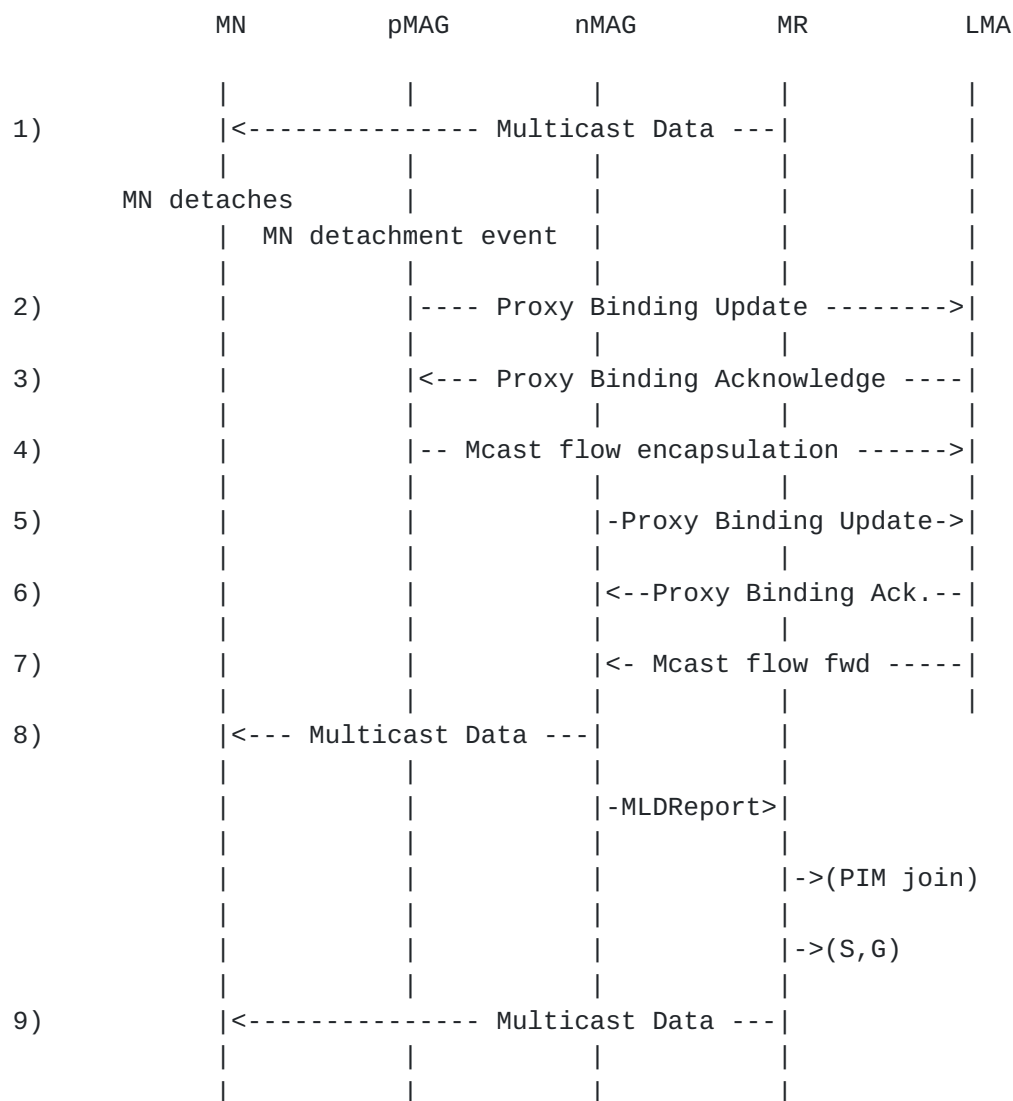 MN pMAG nMAG MR LMA
1) |<--------------- Multicast Data ---|
MN detaches
MN detachment event
2) |---- Proxy Binding Update -------->|
3) |<--- Proxy Binding Acknowledge ----|
4) |-- Mcast flow encapsulation ------>|
5) |-Proxy Binding Update->|
6) |<--Proxy Binding Ack.--|
7) |<- Mcast flow fwd -----|
8) |<--- Multicast Data ---|
|-MLDReport>|
|->(PIM join)
|->(S,G)
9) |<--------------- Multicast Data ---|